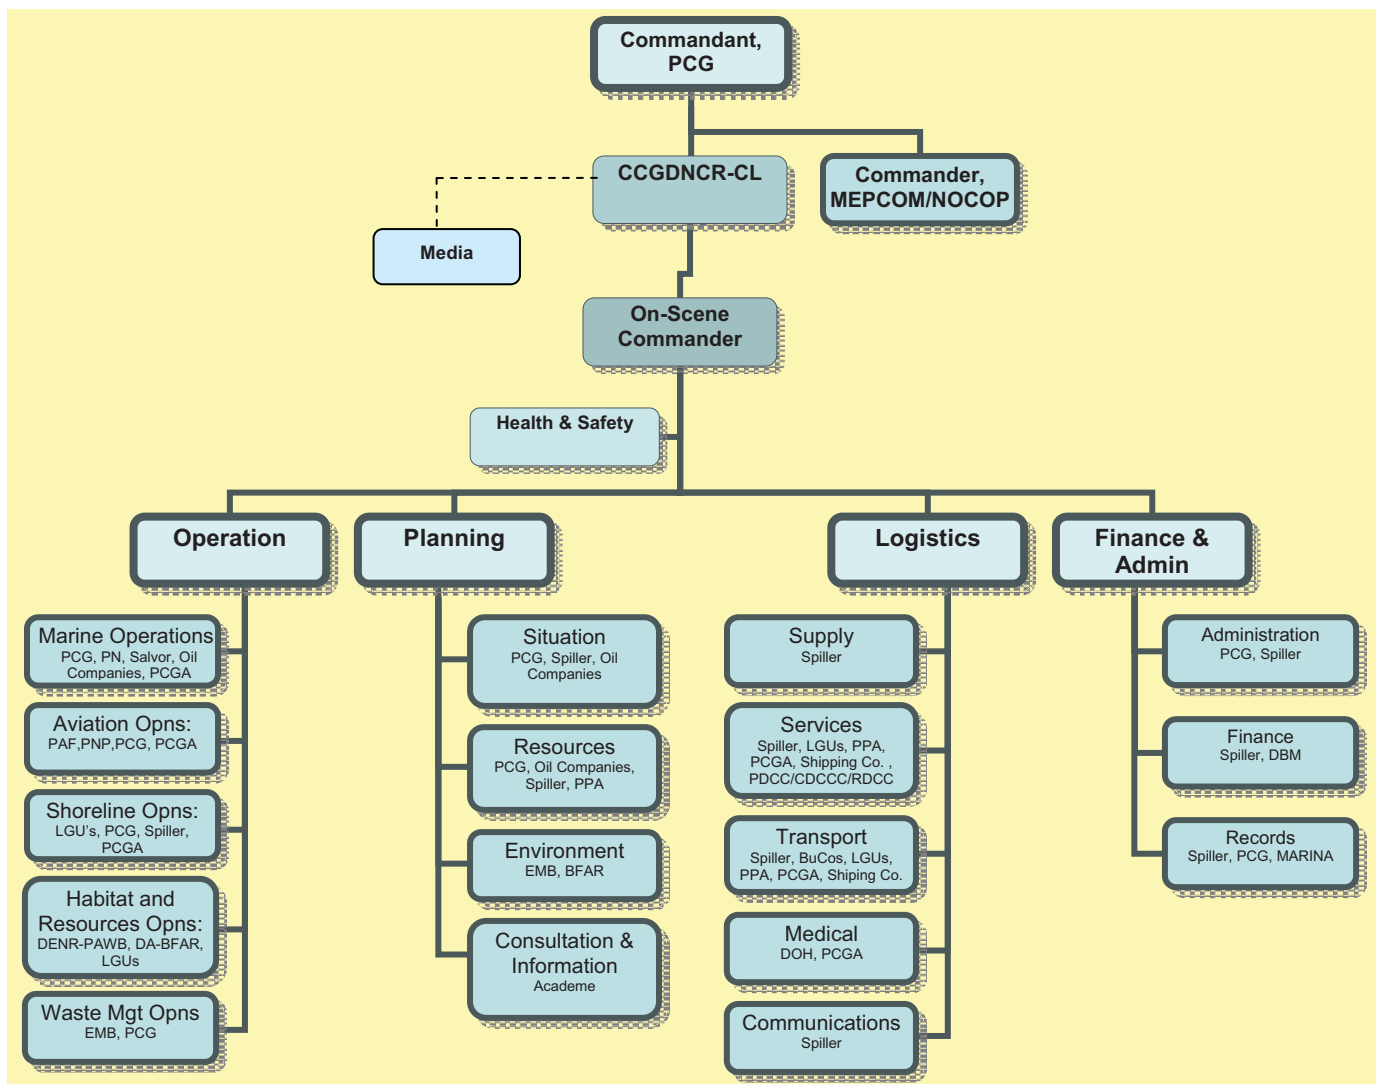 Commandant,
PCG
CCGDNCR-CL
Commander,
MEPCOM/NOCOP
Media
On-Scene
Commander
Health & Safety
Operation
Planning
Logistics
Finance &
Admin
Marine Operations
PCG, PN, Salvor, Oil
Companies, PCGA
Aviation Opns:
PAF,PNP,PCG, PCGA
Shoreline Opns:
LGU's, PCG, Spiller,
PCGA
Habitat and
Resources Opns:
DENR-PAWB, DA-BFAR,
LGUs
Waste Mgt Opns
EMB, PCG
Situation
PCG, Spiller, Oil
Companies
Resources
PCG, Oil Companies,
Spiller, PPA
Environment
EMB, BFAR
Consultation &
Information
Academe
Supply
Spiller
Services
Spiller, LGUs, PPA,
PCGA, Shipping Co. ,
PDCC/CDCCC/RDCC
Transport
Spiller, BuCos, LGUs,
PPA, PCGA, Shiping Co.
Medical
DOH, PCGA
Communications
Spiller
Administration
PCG, Spiller
Finance
Spiller, DBM
Records
Spiller, PCG, MARINA